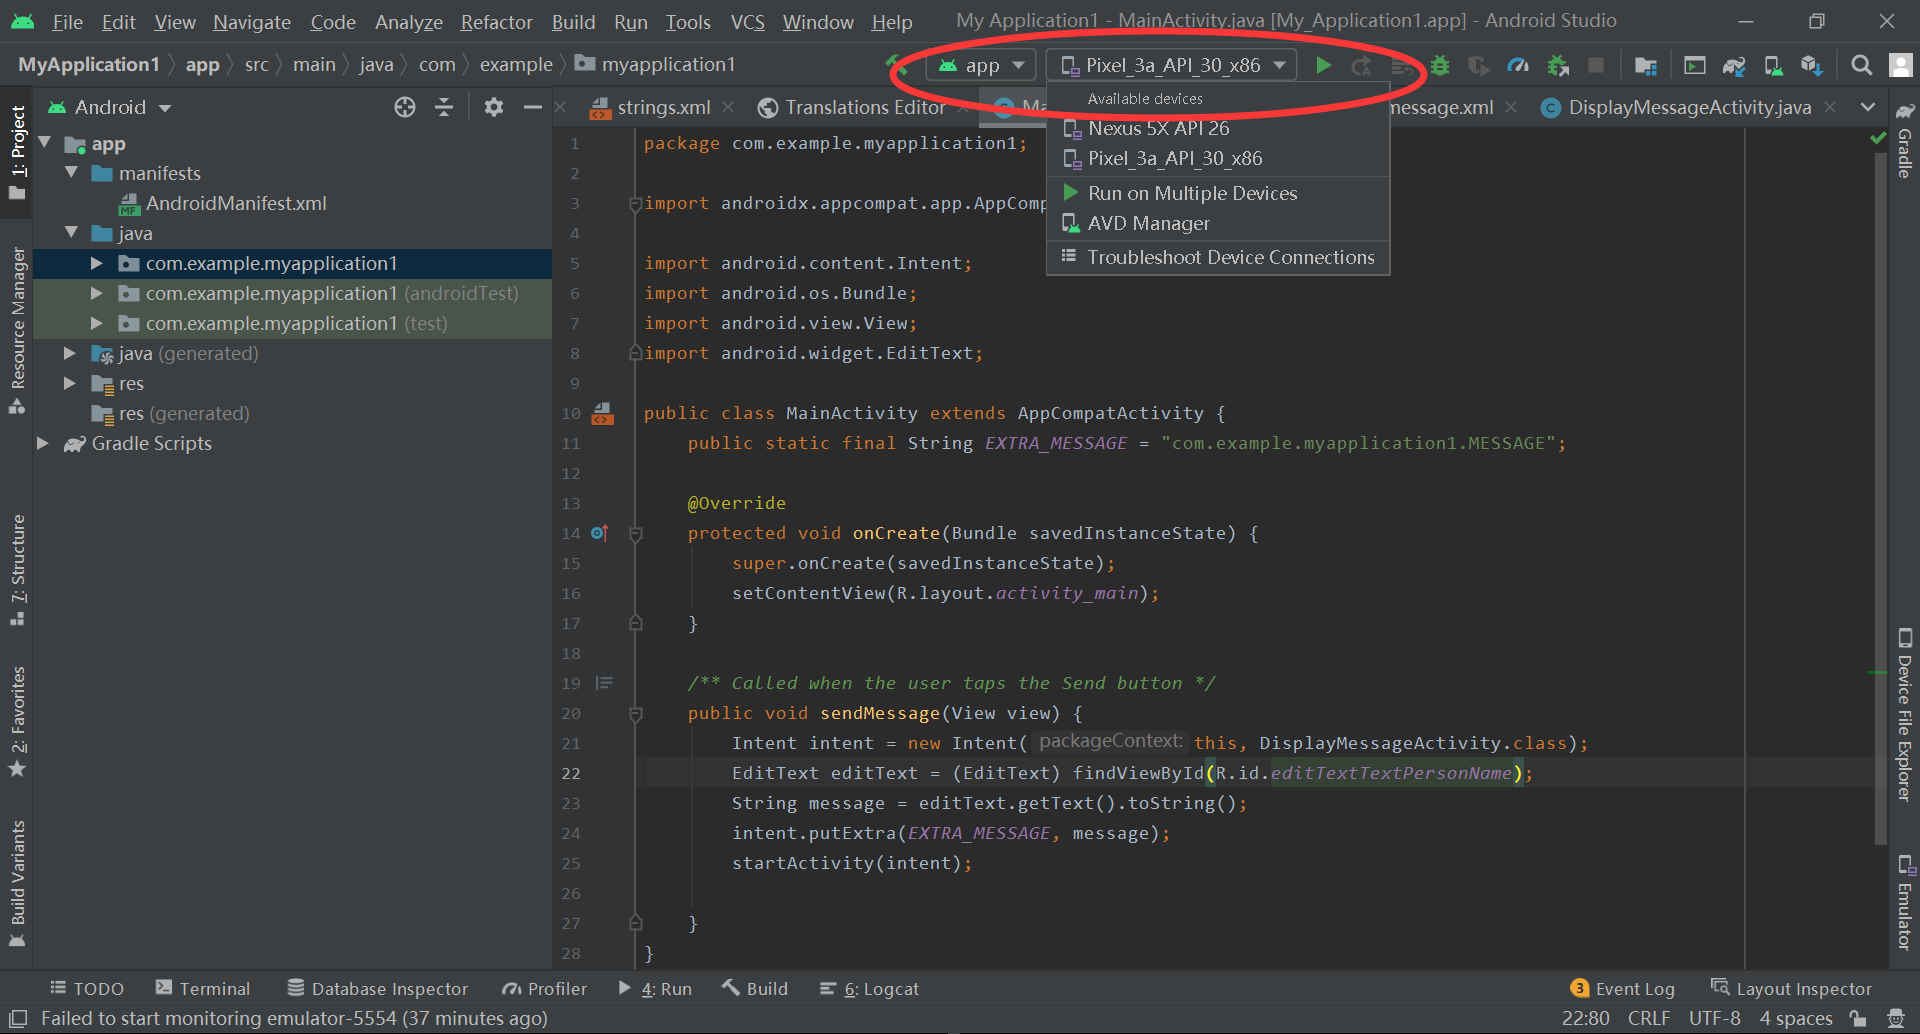 File Edit View Navigate Code Analyze Refactor Build Run Tools VCS Window Help My Application1 - MainActivity.java [My_Application1.app] - Android Studio
MyApplication1 app src main java com example myapplication1 app Pixel_3a_API_30_x86
Android strings.xml Translations Editor Ma message.xml DisplayMessageActivity.java
Available devices
Nexus 5X API 26
Pixel_3a_API_30_x86
Run on Multiple Devices
AVD Manager
Troubleshoot Device Connections
1: Project
Resource Manager
7: Structure
2: Favorites
Build Variants
app
manifests
MF AndroidManifest.xml
java
com.example.myapplication1
com.example.myapplication1 (androidTest)
com.example.myapplication1 (test)
java (generated)
res
res (generated)
Gradle Scripts
1 package com.example.myapplication1;
2
3 import androidx.appcompat.app.AppComp
4
5 import android.content.Intent;
6 import android.os.Bundle;
7 import android.view.View;
8 import android.widget.EditText;
9
10 public class MainActivity extends AppCompatActivity {
11 public static final String EXTRA_MESSAGE = "com.example.myapplication1.MESSAGE";
12
13 @Override
14 protected void onCreate(Bundle savedInstanceState) {
15 super.onCreate(savedInstanceState);
16 setContentView(R.layout.activity_main);
17 }
18
19 /** Called when the user taps the Send button */
20 public void sendMessage(View view) {
21 Intent intent = new Intent( packageContext: this, DisplayMessageActivity.class);
22 EditText editText = (EditText) findViewById(R.id.editTextTextPersonName);
23 String message = editText.getText().toString();
24 intent.putExtra(EXTRA_MESSAGE, message);
25 startActivity(intent);
26
27 }
28 }
Gradle
Device File Explorer
Emulator
TODO Terminal Database Inspector Profiler 4: Run Build 6: Logcat 3 Event Log Layout Inspector
Failed to start monitoring emulator-5554 (37 minutes ago) 22:80 CRLF UTF-8 4 spaces